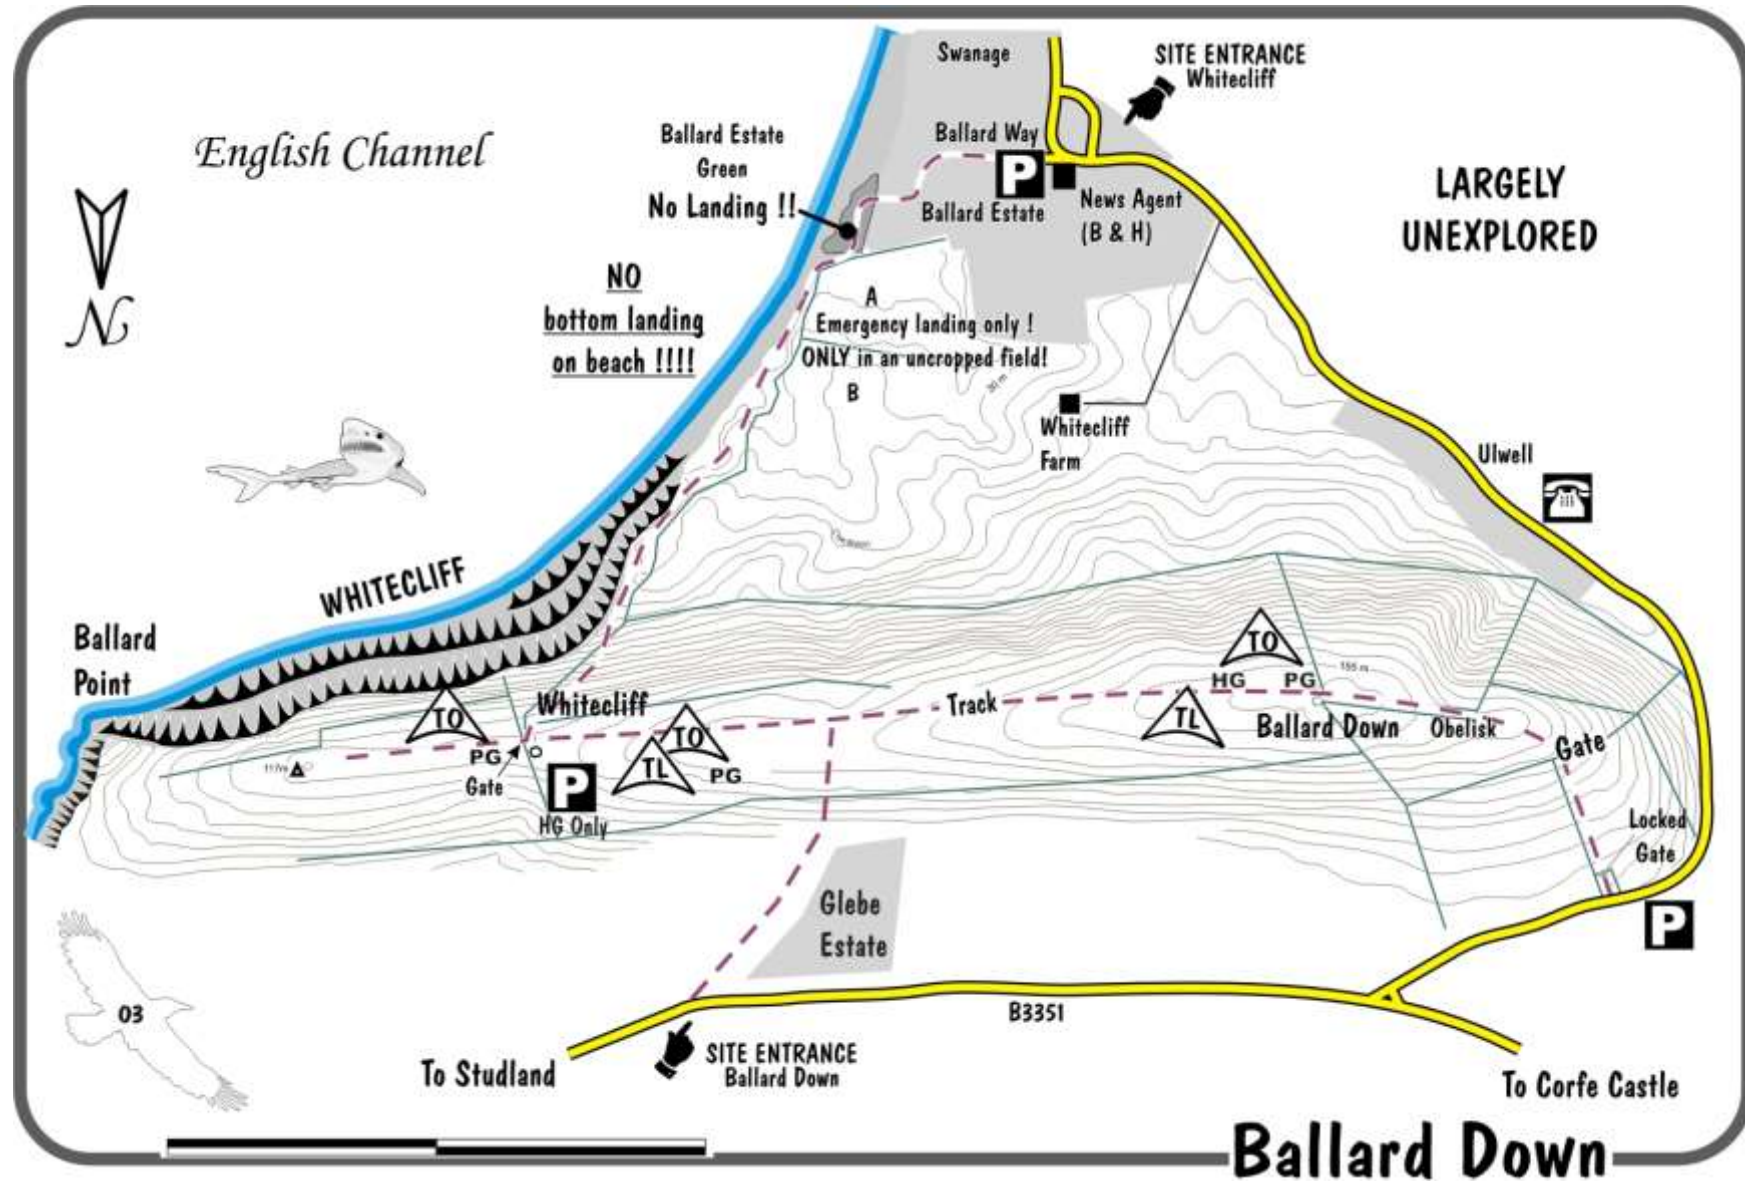 Swanage
SITE ENTRANCE
Whitecliff
English Channel
Ballard Estate
Green
No Landing !!
Ballard Way
P
Ballard Estate
News Agent
(B & H)
LARGELY
UNEXPLORED
N
NO
bottom landing
on beach !!!!
A
Emergency landing only !
ONLY in an uncropped field!
B
30 m
Whitecliff
Farm
Ulwell
WHITECLIFF
Ballard
Point
TO
PG
Whitecliff
Gate
117m
P
HG Only
TO
TL
PG
Track
TO
HG
PG
155 m
TL
Ballard Down
Obelisk
Gate
Locked
Gate
P
Glebe
Estate
03
B3351
To Studland
SITE ENTRANCE
Ballard Down
To Corfe Castle
Ballard Down